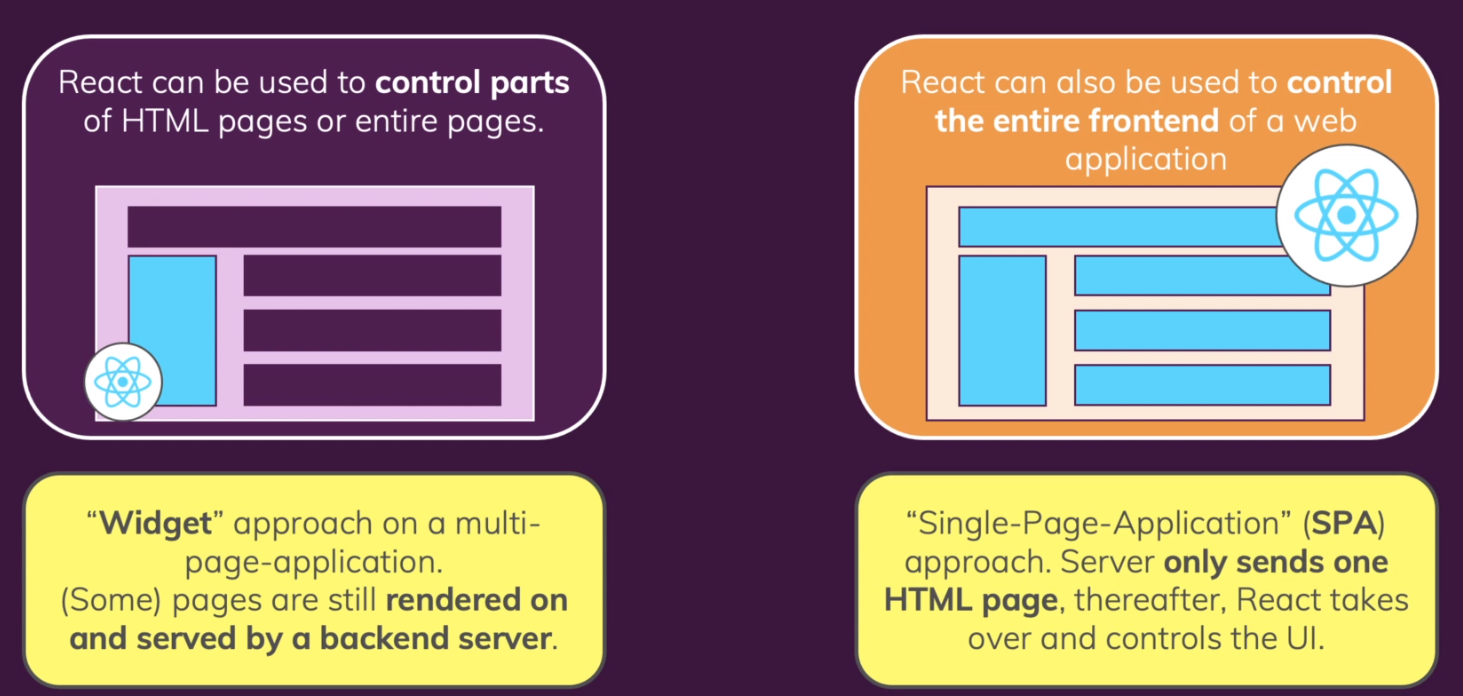 React can be used to control parts
of HTML pages or entire pages.
React can also be used to control
the entire frontend of a web
application
“Widget” approach on a multi-
page-application.
(Some) pages are still rendered on
and served by a backend server.
“Single-Page-Application” (SPA)
approach. Server only sends one
HTML page, thereafter, React takes
over and controls the UI.